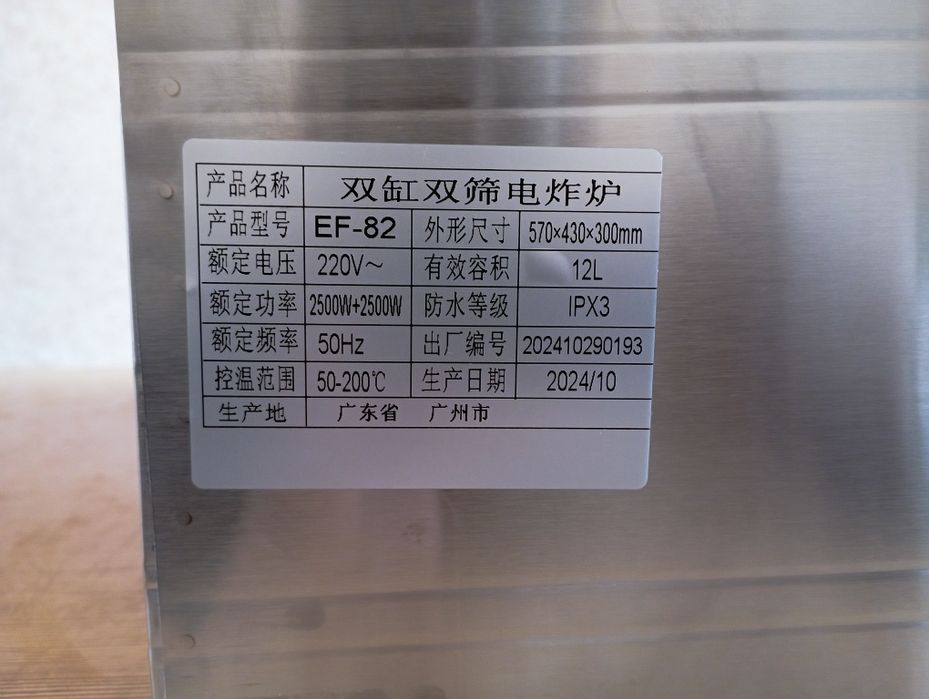 产品名称 双缸双筛电炸炉
产品型号 EF-82 外形尺寸 570×430×300mm
额定电压 220V～ 有效容积 12L
额定功率 2500W+2500W 防水等级 IPX3
额定频率 50Hz 出厂编号 202410290193
控温范围 50-200℃ 生产日期 2024/10
生产地 广东省 广州市